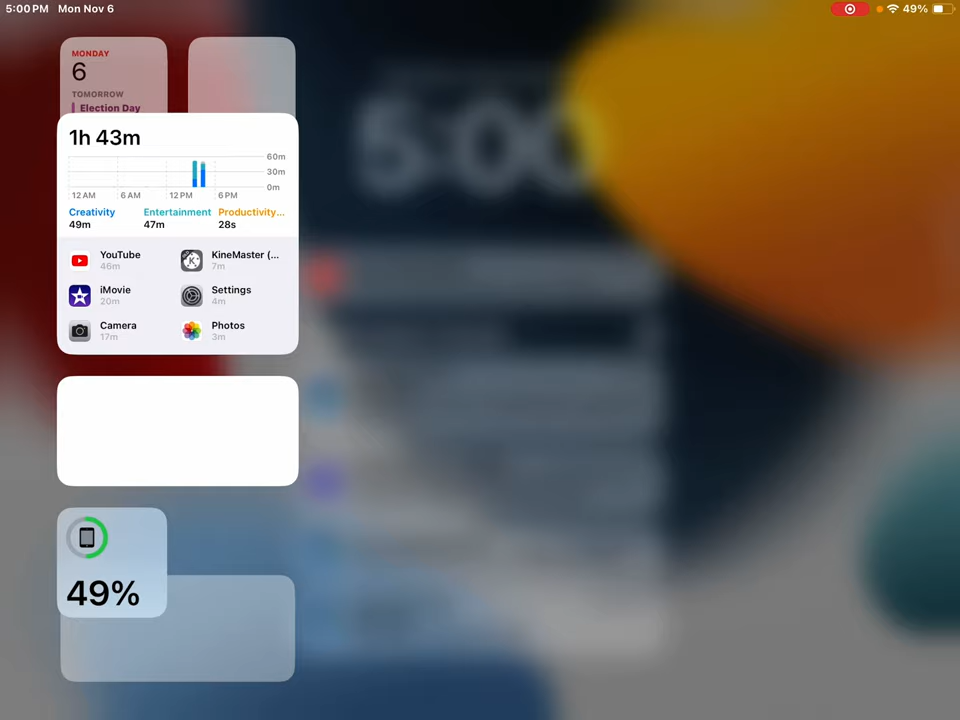 5:00 PM Mon Nov 6
49%
MONDAY
6
TOMORROW
Election Day
1h 43m
60m
30m
0m
12 AM 6 AM 12 PM 6 PM
Creativity Entertainment Productivity...
49m 47m 28s
YouTube KineMaster (...
46m 7m
iMovie Settings
20m 4m
Camera Photos
17m 3m
49%
5:00